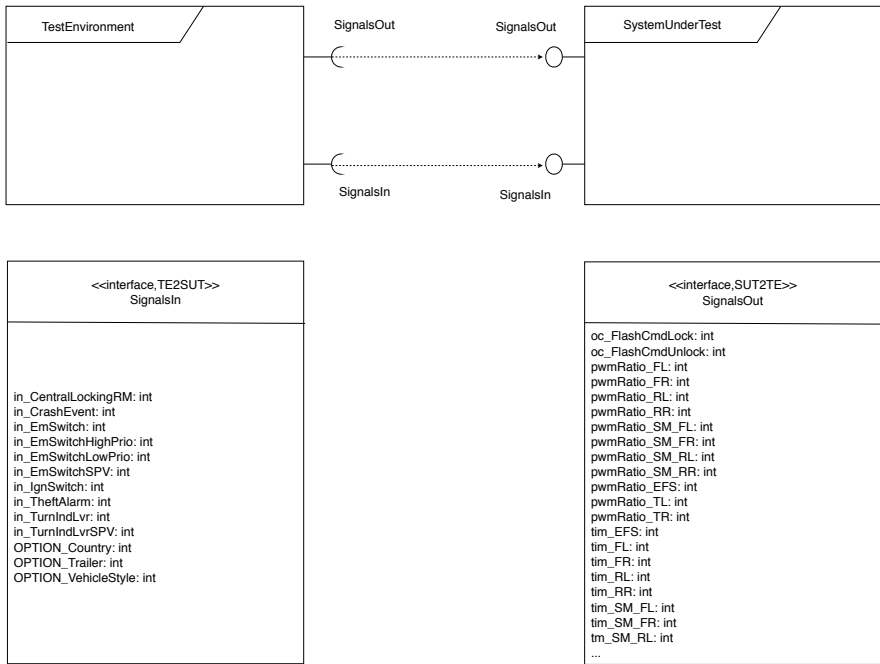 TestEnvironment
SignalsOut
SignalsOut
SystemUnderTest
SignalsIn
SignalsIn
<<interface,TE2SUT>>
SignalsIn
in_CentralLockingRM: int
in_CrashEvent: int
in_EmSwitch: int
in_EmSwitchHighPrio: int
in_EmSwitchLowPrio: int
in_EmSwitchSPV: int
in_IgnSwitch: int
in_TheftAlarm: int
in_TurnIndLvr: int
in_TurnIndLvrSPV: int
OPTION_Country: int
OPTION_Trailer: int
OPTION_VehicleStyle: int
<<interface,SUT2TE>>
SignalsOut
oc_FlashCmdLock: int
oc_FlashCmdUnlock: int
pwmRatio_FL: int
pwmRatio_FR: int
pwmRatio_RL: int
pwmRatio_RR: int
pwmRatio_SM_FL: int
pwmRatio_SM_FR: int
pwmRatio_SM_RL: int
pwmRatio_SM_RR: int
pwmRatio_EFS: int
pwmRatio_TL: int
pwmRatio_TR: int
tim_EFS: int
tim_FL: int
tim_FR: int
tim_RL: int
tim_RR: int
tim_SM_FL: int
tim_SM_FR: int
tm_SM_RL: int
...